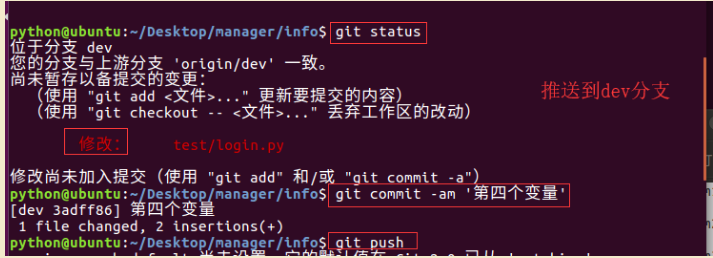 python@ubuntu:~/Desktop/manager/info$ git status
位于分支 dev
您的分支与上游分支 'origin/dev' 一致。
尚未暂存以备提交的变更：
（使用 "git add <文件>..." 更新要提交的内容）
（使用 "git checkout -- <文件>..." 丢弃工作区的改动）
推送到dev分支
修改： test/login.py
修改尚未加入提交（使用 "git add" 和/或 "git commit -a"）
python@ubuntu:~/Desktop/manager/info$ git commit -am '第四个变量'
[dev 3adff86] 第四个变量
1 file changed, 2 insertions(+)
python@ubuntu:~/Desktop/manager/info$ git push